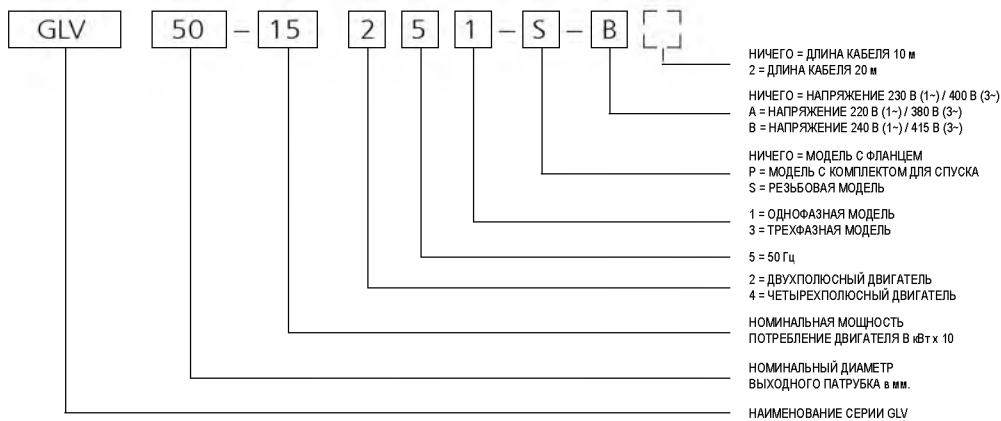 GLV 50 – 15 2 5 1 – S – B
НИЧЕГО = ДЛИНА КАБЕЛЯ 10 м
2 = ДЛИНА КАБЕЛЯ 20 м
НИЧЕГО = НАПРЯЖЕНИЕ 230 В (1~) / 400 В (3~)
A = НАПРЯЖЕНИЕ 220 В (1~) / 380 В (3~)
B = НАПРЯЖЕНИЕ 240 В (1~) / 415 В (3~)
НИЧЕГО = МОДЕЛЬ С ФЛАНЦЕМ
P = МОДЕЛЬ С КОМПЛЕКТОМ ДЛЯ СПУСКА
S = РЕЗЬБОВАЯ МОДЕЛЬ
1 = ОДНОФАЗНАЯ МОДЕЛЬ
3 = ТРЕХФАЗНАЯ МОДЕЛЬ
5 = 50 Гц
2 = ДВУХПОЛЮСНЫЙ ДВИГАТЕЛЬ
4 = ЧЕТЫРЕХПОЛЮСНЫЙ ДВИГАТЕЛЬ
НОМИНАЛЬНАЯ МОЩНОСТЬ
ПОТРЕБЛЕНИЕ ДВИГАТЕЛЯ В кВт x 10
НОМИНАЛЬНЫЙ ДИАМЕТР
ВЫХОДНОГО ПАТРУБКА в мм.
НАИМЕНОВАНИЕ СЕРИИ GLV